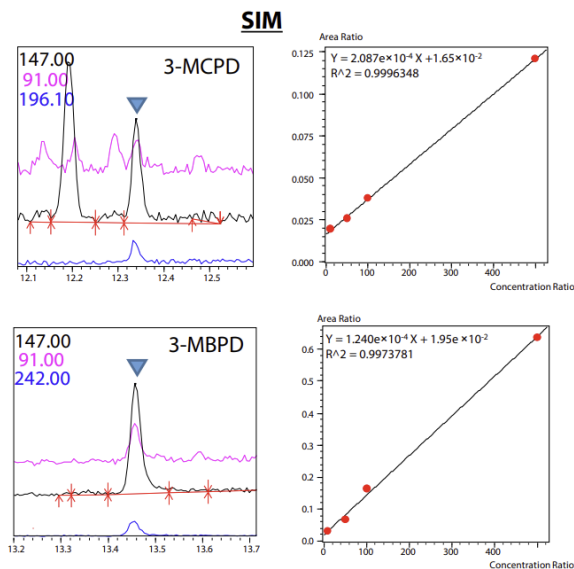 SIM
147.00
91.00
196.10
3-MCPD
12.1 12.2 12.3 12.4 12.5
Area Ratio
Y = 2.087e×10⁻⁴ X +1.65×10⁻²
R^2 = 0.9996348
0.125
0.100
0.075
0.050
0.025
0.000
0 100 200 300 400
Concentration Ratio
147.00
91.00
242.00
3-MBPD
13.2 13.3 13.4 13.5 13.6 13.7
Area Ratio
Y = 1.240e×10⁻⁴ X + 1.95e ×10⁻²
R^2 = 0.9973781
0.6
0.5
0.4
0.3
0.2
0.1
0.0
0 100 200 300 400
Concentration Ratio